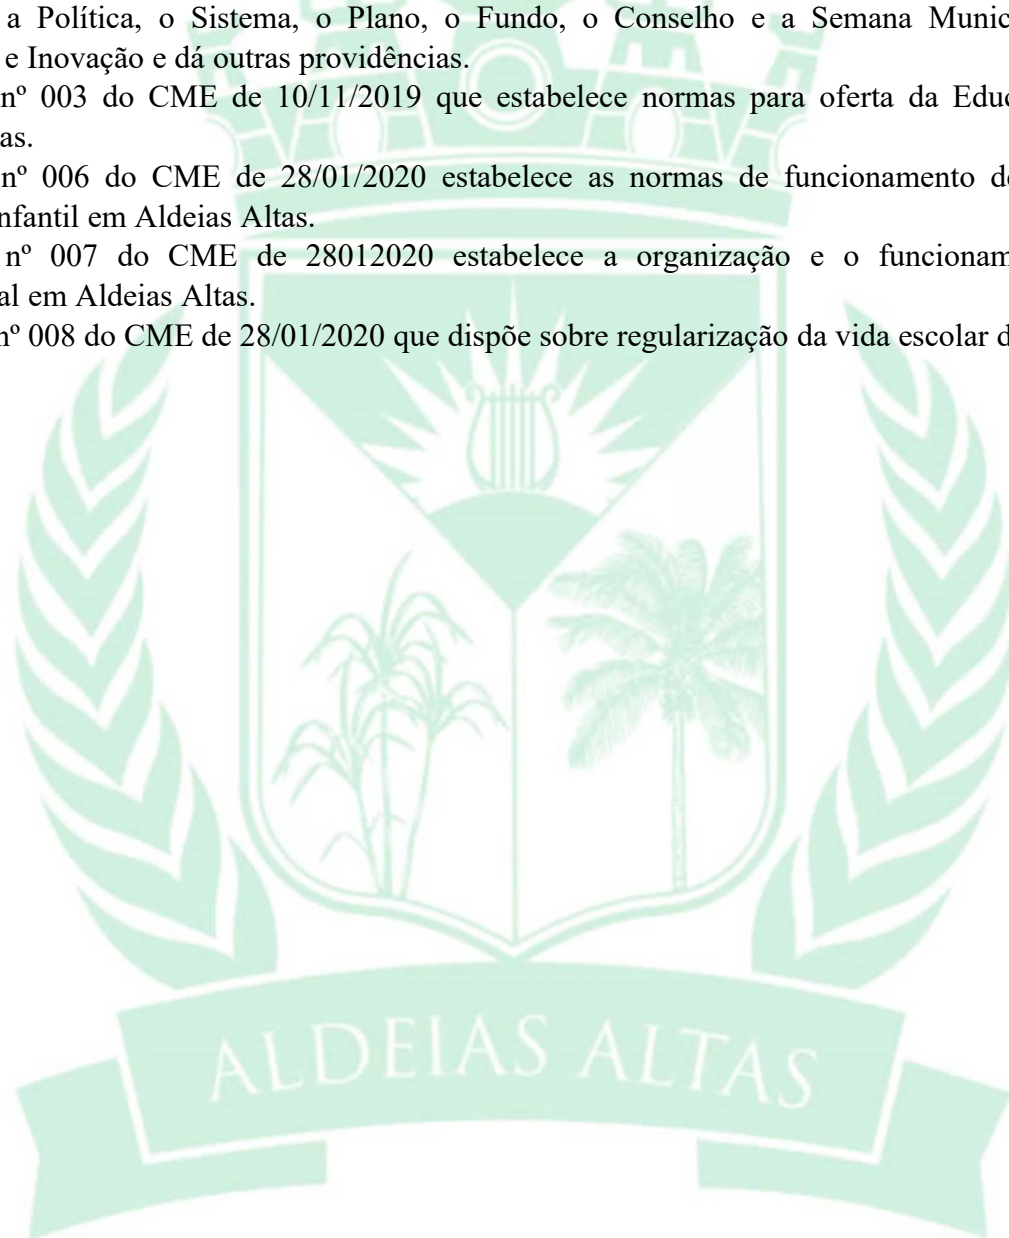 a Política, o Sistema, o Plano, o Fundo, o Conselho e a Semana Munic
e Inovação e dá outras providências.
nº 003 do CME de 10/11/2019 que estabelece normas para oferta da Educ
as.
nº 006 do CME de 28/01/2020 estabelece as normas de funcionamento d
nfantil em Aldeias Altas.
nº 007 do CME de 28012020 estabelece a organização e o funcionam
al em Aldeias Altas.
nº 008 do CME de 28/01/2020 que dispõe sobre regularização da vida escolar d
ALDEIAS ALTAS